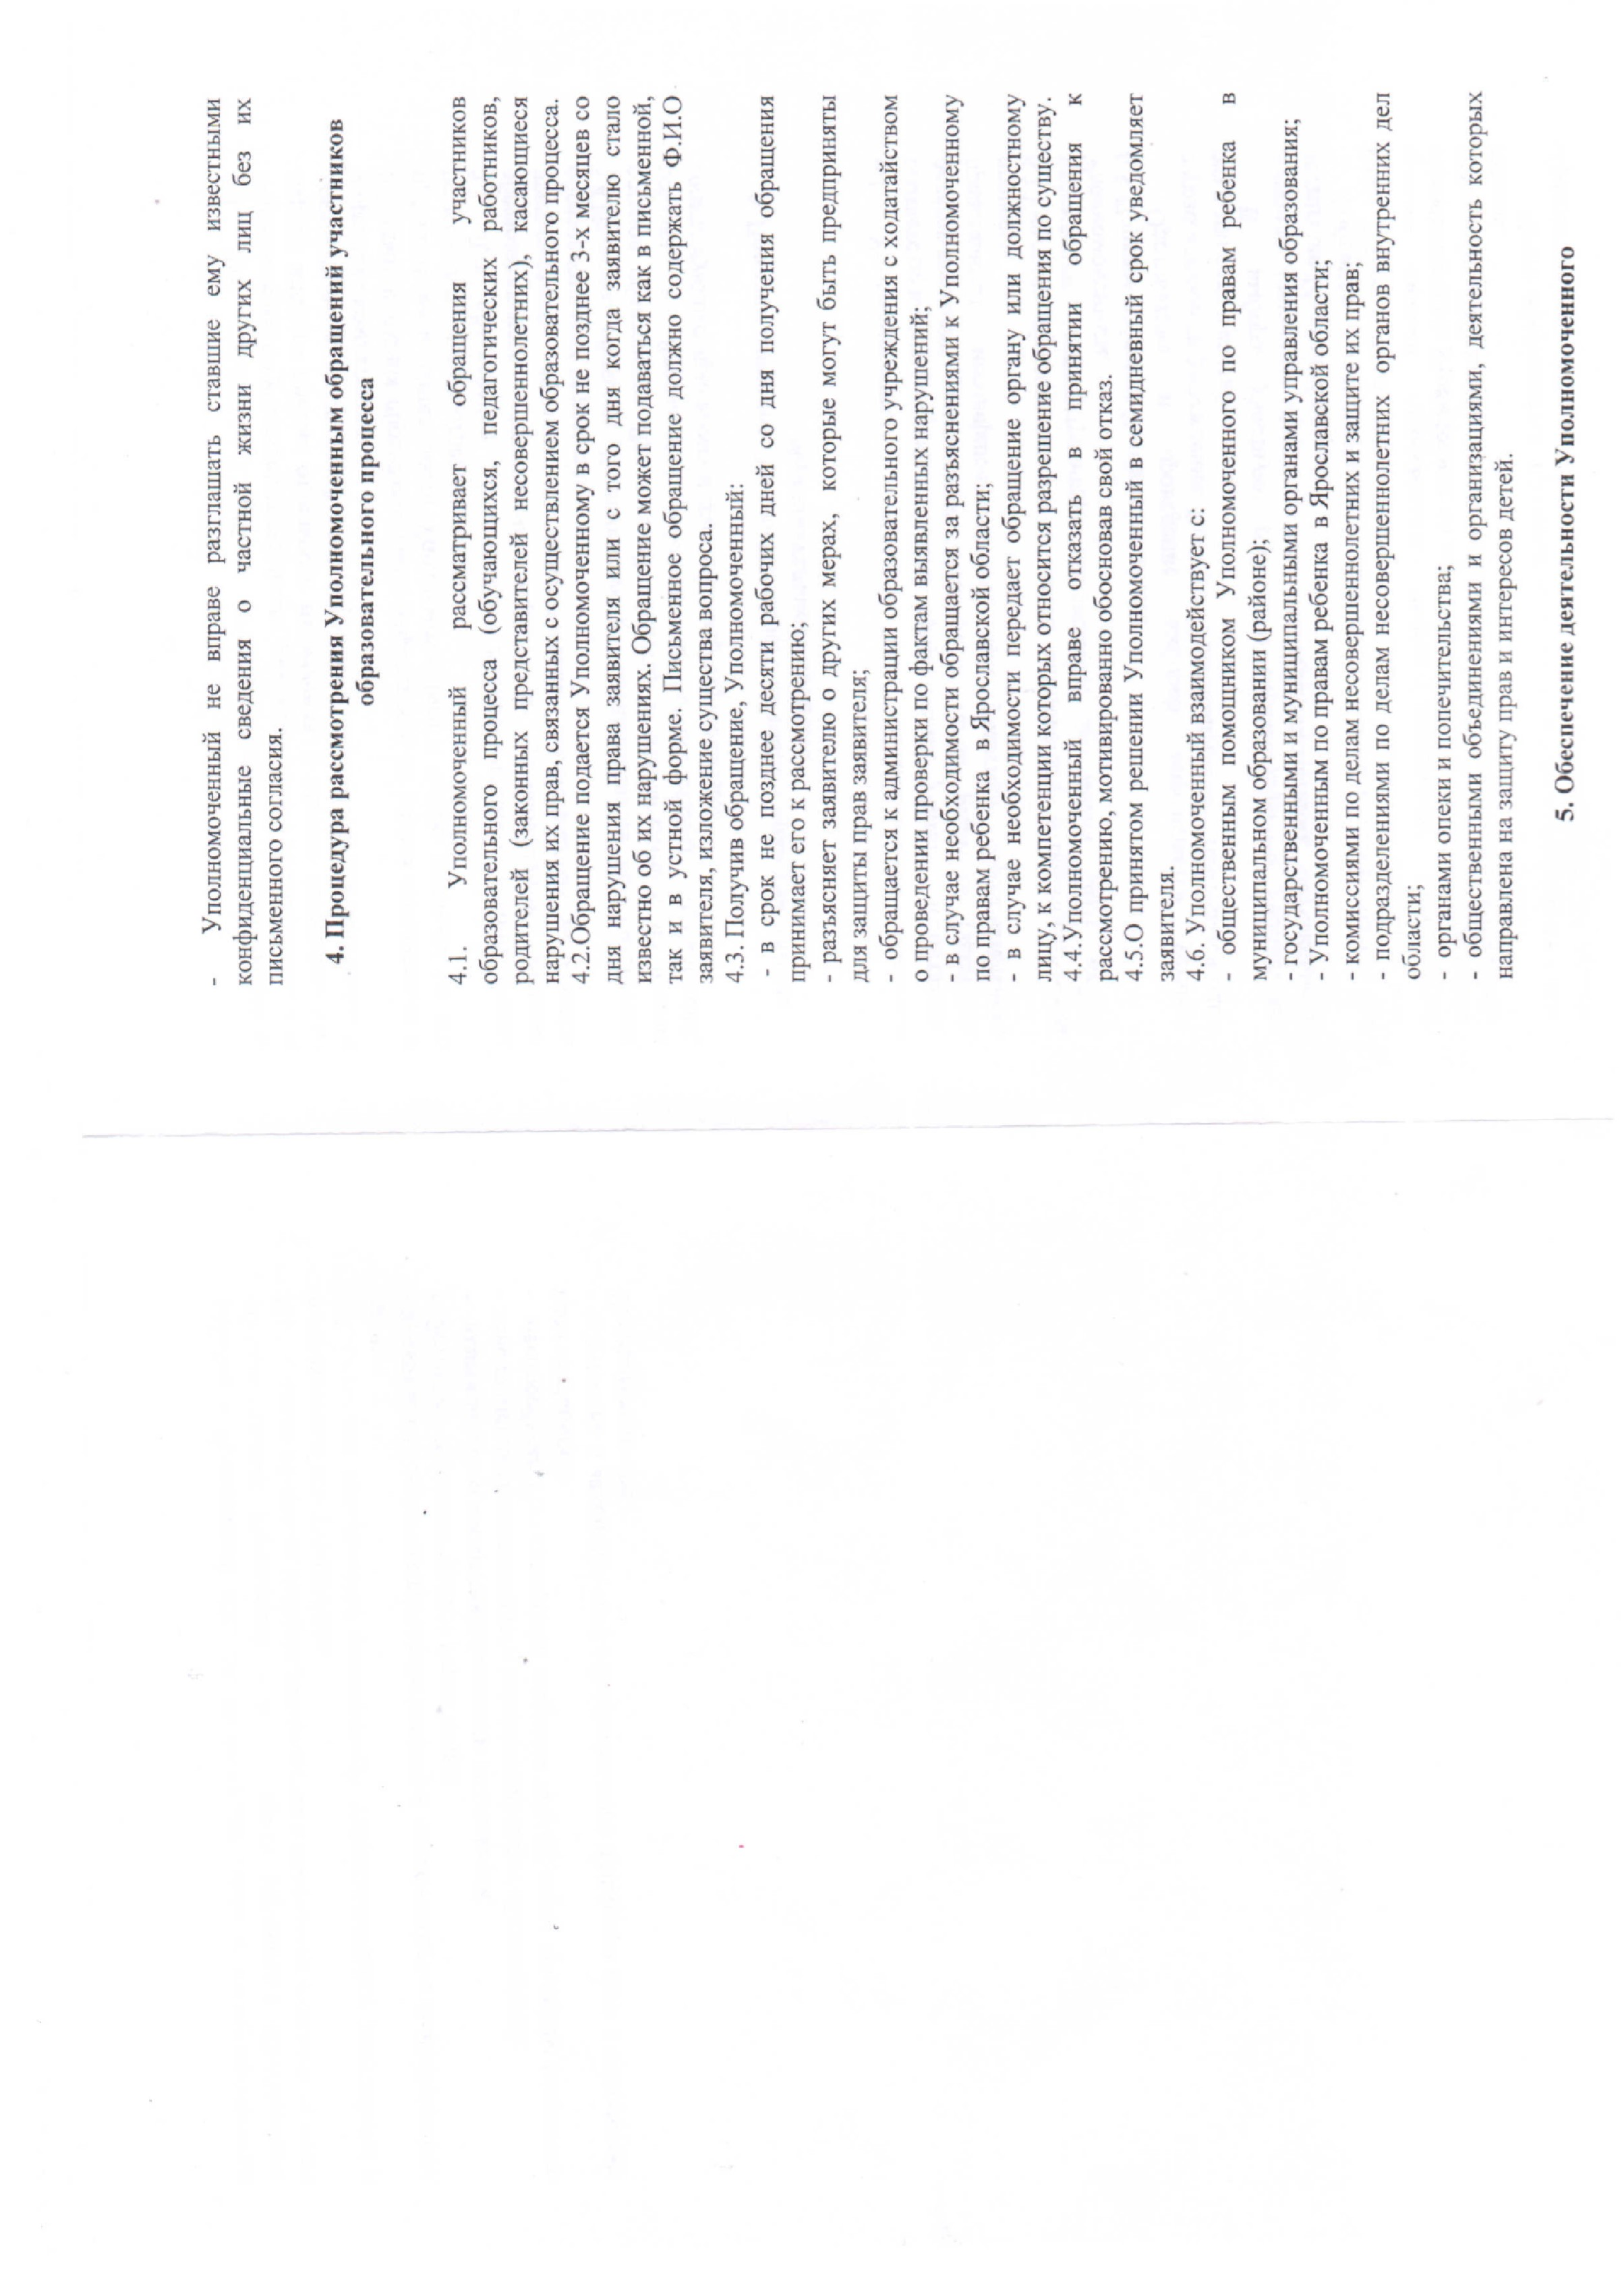 - Уполномоченный не вправе разглашать ставшие ему известными
конфиденциальные сведения о частной жизни других лиц без их
письменного согласия.
4. Процедура рассмотрения Уполномоченным обращений участников
образовательного процесса
4.1. Уполномоченный рассматривает обращения участников
образовательного процесса (обучающихся, педагогических работников,
родителей (законных представителей несовершеннолетних), касающиеся
нарушения их прав, связанных с осуществлением образовательного процесса.
4.2.Обращение подается Уполномоченному в срок не позднее 3-х месяцев со
дня нарушения права заявителя или с того дня когда заявителю стало
известно об их нарушениях. Обращение может подаваться как в письменной,
так и в устной форме. Письменное обращение должно содержать Ф.И.О
заявителя, изложение существа вопроса.
4.3. Получив обращение, Уполномоченный:
- в срок не позднее десяти рабочих дней со дня получения обращения
принимает его к рассмотрению;
- разъясняет заявителю о других мерах, которые могут быть предприняты
для защиты прав заявителя;
- обращается к администрации образовательного учреждения с ходатайством
о проведении проверки по фактам выявленных нарушений;
- в случае необходимости обращается за разъяснениями к Уполномоченному
по правам ребенка в Ярославской области;
- в случае необходимости передает обращение органу или должностному
лицу, к компетенции которых относится разрешение обращения по существу.
4.4.Уполномоченный вправе отказать в принятии обращения к
рассмотрению, мотивированно обосновав свой отказ.
4.5.О принятом решении Уполномоченный в семидневный срок уведомляет
заявителя.
4.6. Уполномоченный взаимодействует с:
- общественным помощником Уполномоченного по правам ребенка в
муниципальном образовании (районе);
- государственными и муниципальными органами управления образования;
- Уполномоченным по правам ребенка в Ярославской области;
- комиссиями по делам несовершеннолетних и защите их прав;
- подразделениями по делам несовершеннолетних органов внутренних дел
области;
- органами опеки и попечительства;
- общественными объединениями и организациями, деятельность которых
направлена на защиту прав и интересов детей.
5. Обеспечение деятельности Уполномоченного